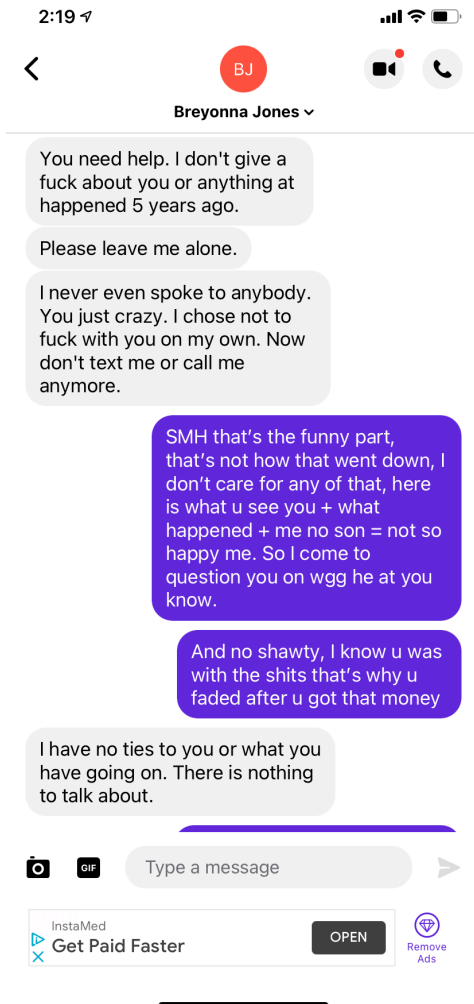 2:19
BJ
Breyonna Jones
You need help. I don't give a
fuck about you or anything at
happened 5 years ago.
Please leave me alone.
I never even spoke to anybody.
You just crazy. I chose not to
fuck with you on my own. Now
don't text me or call me
anymore.
SMH that's the funny part,
that's not how that went down, I
don't care for any of that, here
is what u see you + what
happened + me no son = not so
happy me. So I come to
question you on wgg he at you
know.
And no shawty, I know u was
with the shits that's why u
faded after u got that money
I have no ties to you or what you
have going on. There is nothing
to talk about.
GIF
Type a message
InstaMed
Get Paid Faster
OPEN
Remove
Ads